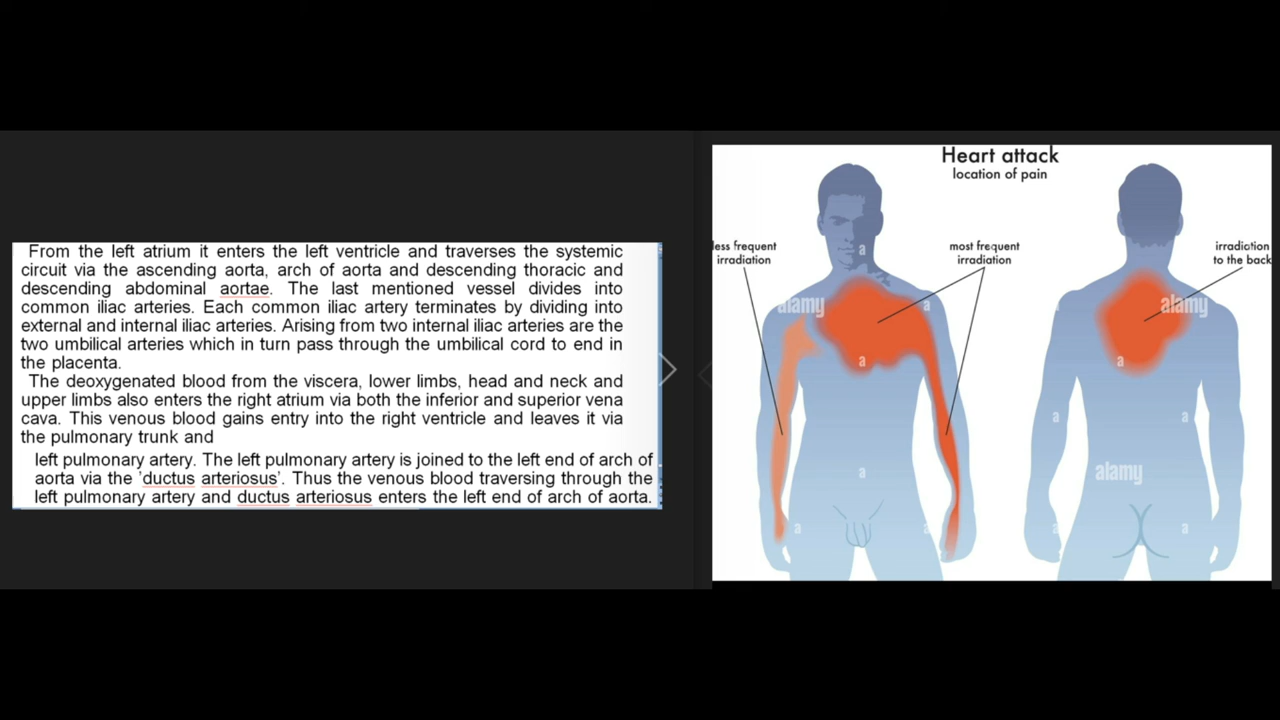 From the left atrium it enters the left ventricle and traverses the systemic
circuit via the ascending aorta, arch of aorta and descending thoracic and
descending abdominal aortae. The last mentioned vessel divides into
common iliac arteries. Each common iliac artery terminates by dividing into
external and internal iliac arteries. Arising from two internal iliac arteries are the
two umbilical arteries which in turn pass through the umbilical cord to end in
the placenta.
The deoxygenated blood from the viscera, lower limbs, head and neck and
upper limbs also enters the right atrium via both the inferior and superior vena
cava. This venous blood gains entry into the right ventricle and leaves it via
the pulmonary trunk and
left pulmonary artery. The left pulmonary artery is joined to the left end of arch of
aorta via the 'ductus arteriosus'. Thus the venous blood traversing through the
left pulmonary artery and ductus arteriosus enters the left end of arch of aorta.
Heart attack
location of pain
less frequent
irradiation
most frequent
irradiation
irradiation
to the back
alamy
alamy
alamy
a
a
a
a
a
a
a
a
a
a
a